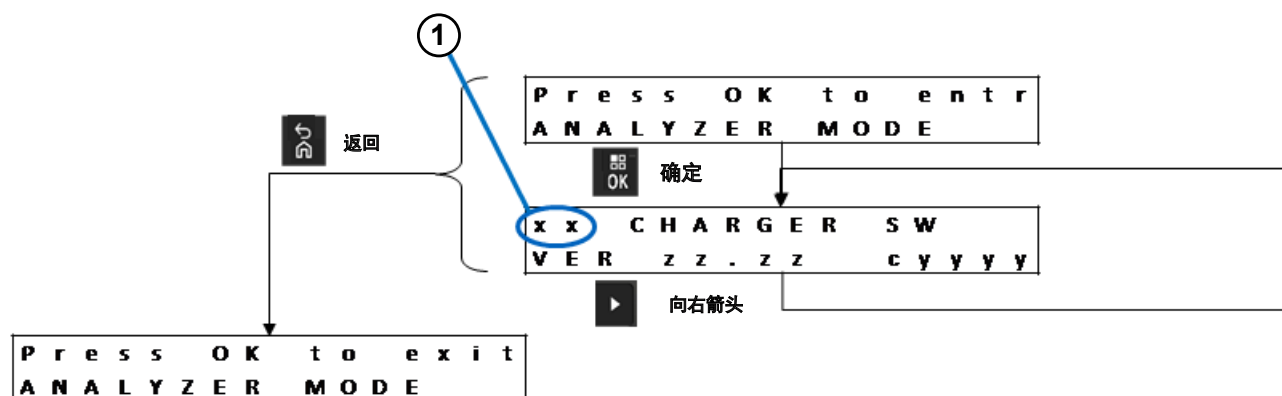 1
Press OK to entr
ANALYZER MODE
返回
OK
确定
xx CHARGER SW
VER zz.zz cyyyy
向右箭头
Press OK to exit
ANALYZER MODE